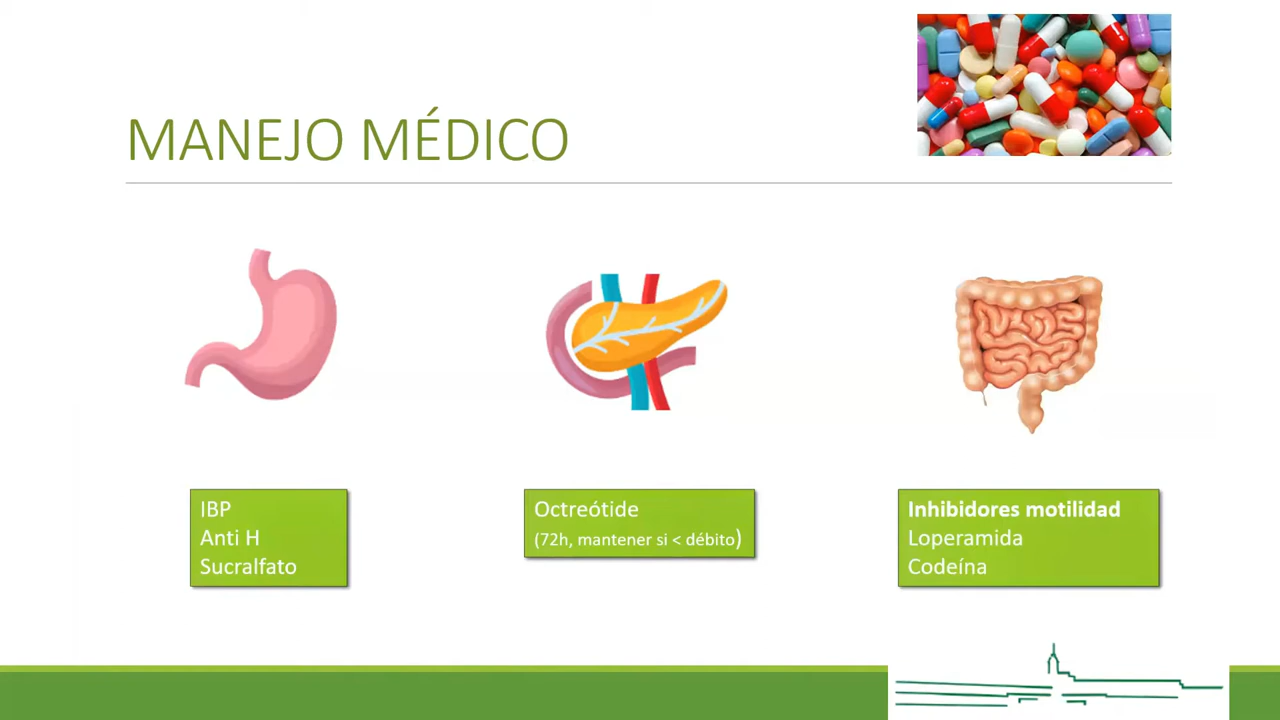 MANEJO MÉDICO
IBP
Anti H
Sucralfato
Octreótide
(72h, mantener si < débito)
Inhibidores motilidad
Loperamida
Codeína